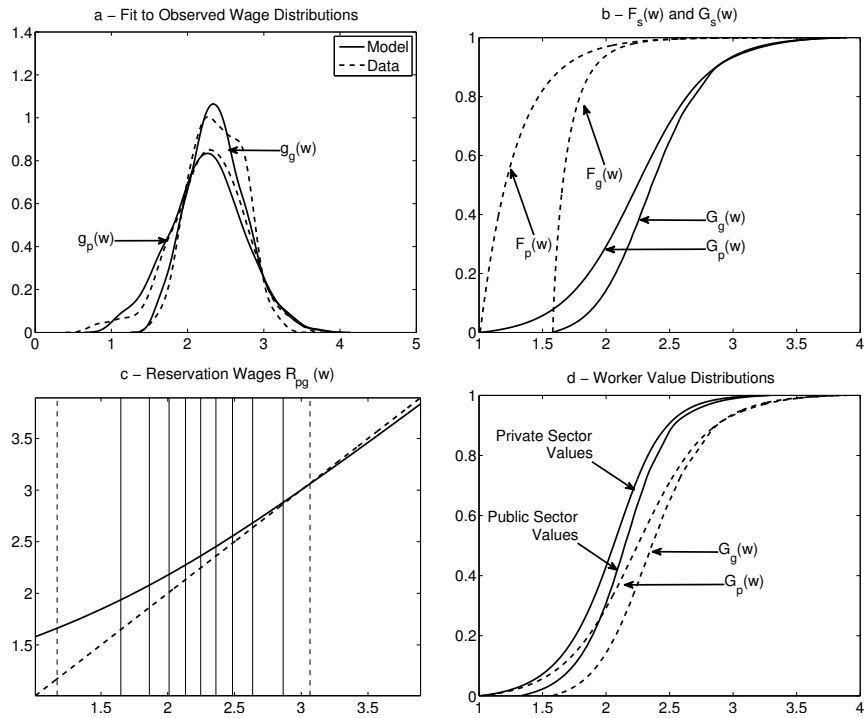 a – Fit to Observed Wage Distributions
1.4
1.2
1
0.8
0.6
0.4
0.2
0
0 1 2 3 4 5
Model
Data
g_g(w)
g_p(w)
b – F_s(w) and G_s(w)
1
0.8
0.6
0.4
0.2
0
1 1.5 2 2.5 3 3.5 4
F_g(w)
F_p(w)
G_g(w)
G_p(w)
c – Reservation Wages R_pg (w)
3.5
3
2.5
2
1.5
1.5 2 2.5 3 3.5
d – Worker Value Distributions
1
0.8
0.6
0.4
0.2
0
1 1.5 2 2.5 3 3.5 4
Private Sector
Values
Public Sector
Values
G_g(w)
G_p(w)